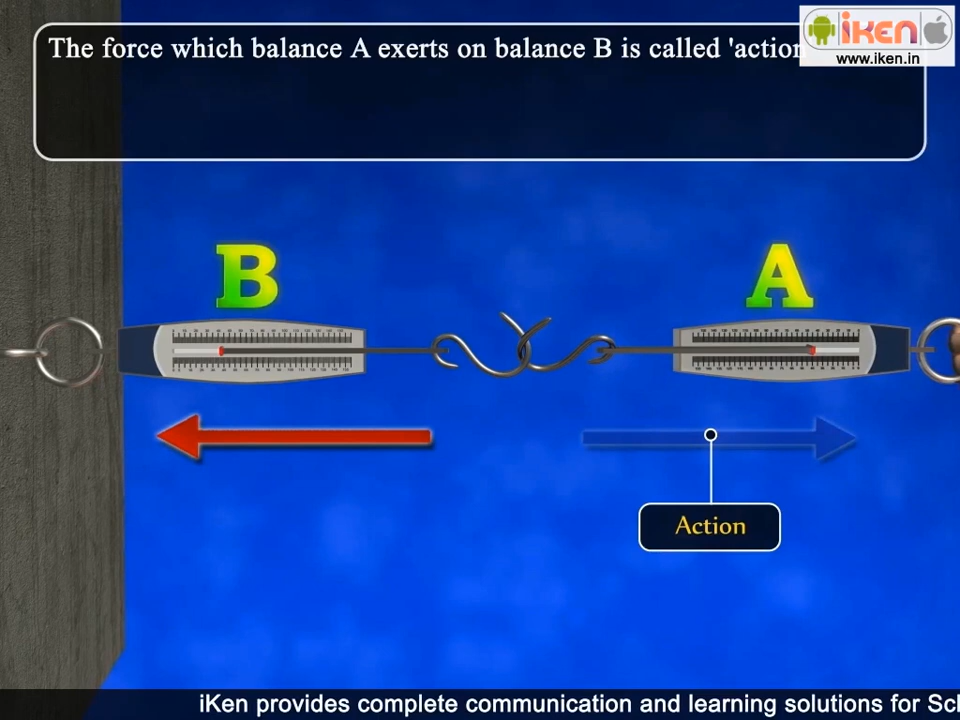 The force which balance A exerts on balance B is called 'action
iken
www.iken.in
B
A
Action
iKen provides complete communication and learning solutions for Scl